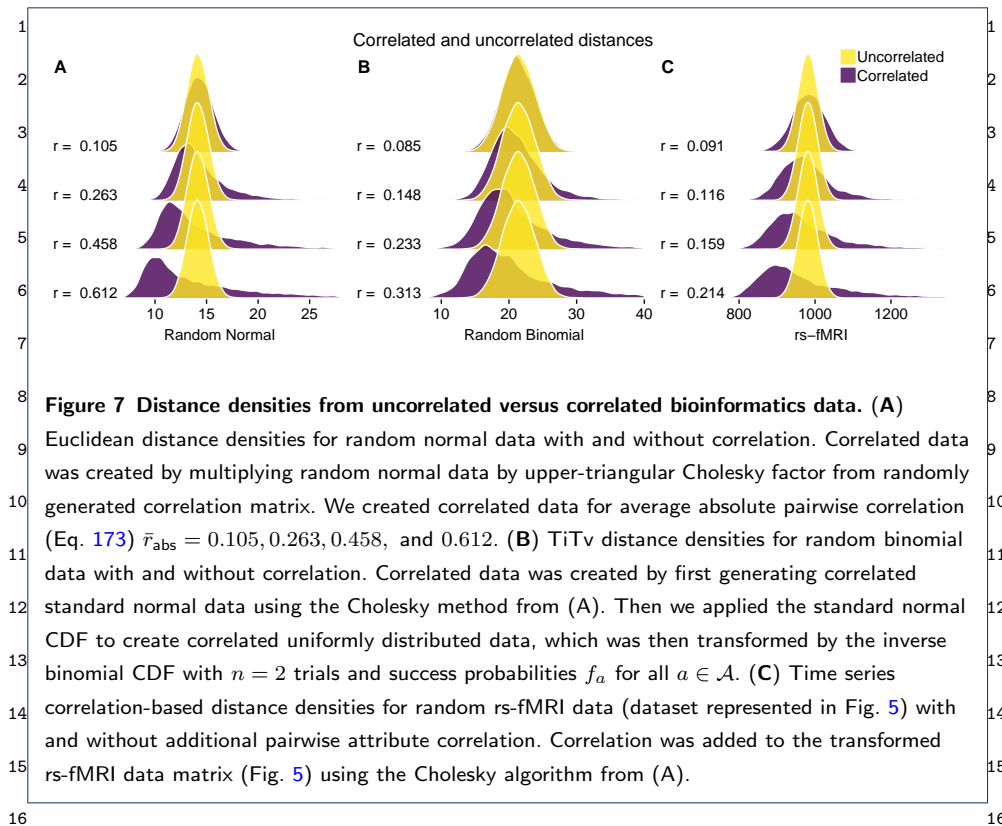 Correlated and uncorrelated distances
A
B
C
Uncorrelated
Correlated
r = 0.105
r = 0.263
r = 0.458
r = 0.612
10 15 20 25
Random Normal
r = 0.085
r = 0.148
r = 0.233
r = 0.313
10 20 30 40
Random Binomial
r = 0.091
r = 0.116
r = 0.159
r = 0.214
800 1000 1200
rs−fMRI
Figure 7 Distance densities from uncorrelated versus correlated bioinformatics data. (A)
Euclidean distance densities for random normal data with and without correlation. Correlated data
was created by multiplying random normal data by upper-triangular Cholesky factor from randomly
generated correlation matrix. We created correlated data for average absolute pairwise correlation
(Eq. 173) r̄abs = 0.105, 0.263, 0.458, and 0.612. (B) TiTv distance densities for random binomial
data with and without correlation. Correlated data was created by first generating correlated
standard normal data using the Cholesky method from (A). Then we applied the standard normal
CDF to create correlated uniformly distributed data, which was then transformed by the inverse
binomial CDF with n = 2 trials and success probabilities fa for all a ∈ 𝒜. (C) Time series
correlation-based distance densities for random rs-fMRI data (dataset represented in Fig. 5) with
and without additional pairwise attribute correlation. Correlation was added to the transformed
rs-fMRI data matrix (Fig. 5) using the Cholesky algorithm from (A).
1 1
2 2
3 3
4 4
5 5
6 6
7 7
8 8
9 9
10 10
11 11
12 12
13 13
14 14
15 15
16 16